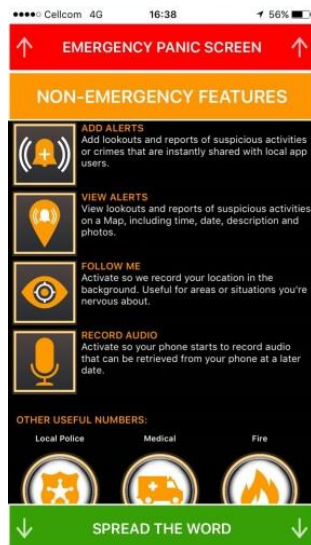 Cellcom 4G 16:38 56%
EMERGENCY PANIC SCREEN
NON-EMERGENCY FEATURES
ADD ALERTS
Add lookouts and reports of suspicious activities
or crimes that are instantly shared with local app
users.
VIEW ALERTS
View lookouts and reports of suspicious activities
on a Map, including time, date, description and
photos.
FOLLOW ME
Activate so we record your location in the
background. Useful for areas or situations you're
nervous about.
RECORD AUDIO
Activate so your phone starts to record audio
that can be retrieved from your phone at a later
date.
OTHER USEFUL NUMBERS:
Local Police Medical Fire
SPREAD THE WORD